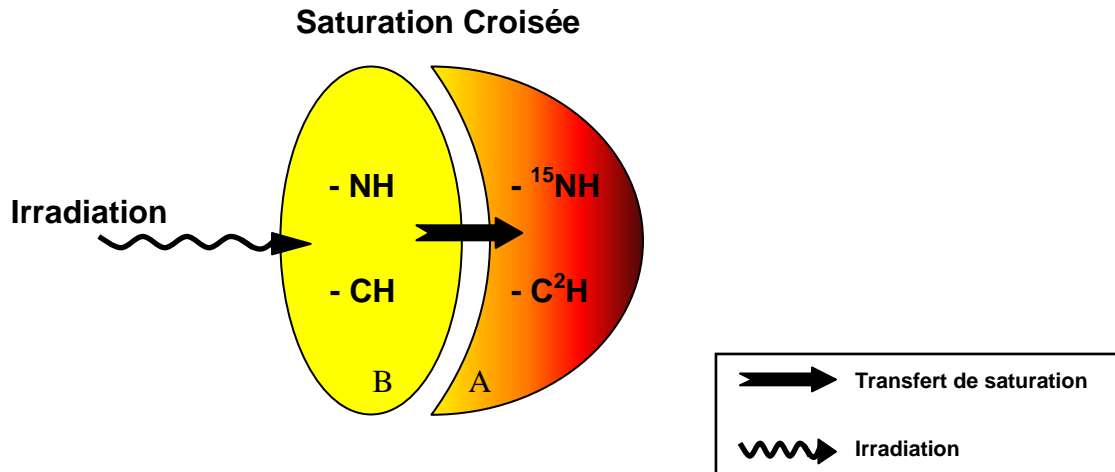 Saturation Croisée
- NH
- ¹⁵NH
Irradiation
- CH
- C²H
B
A
Transfert de saturation
Irradiation